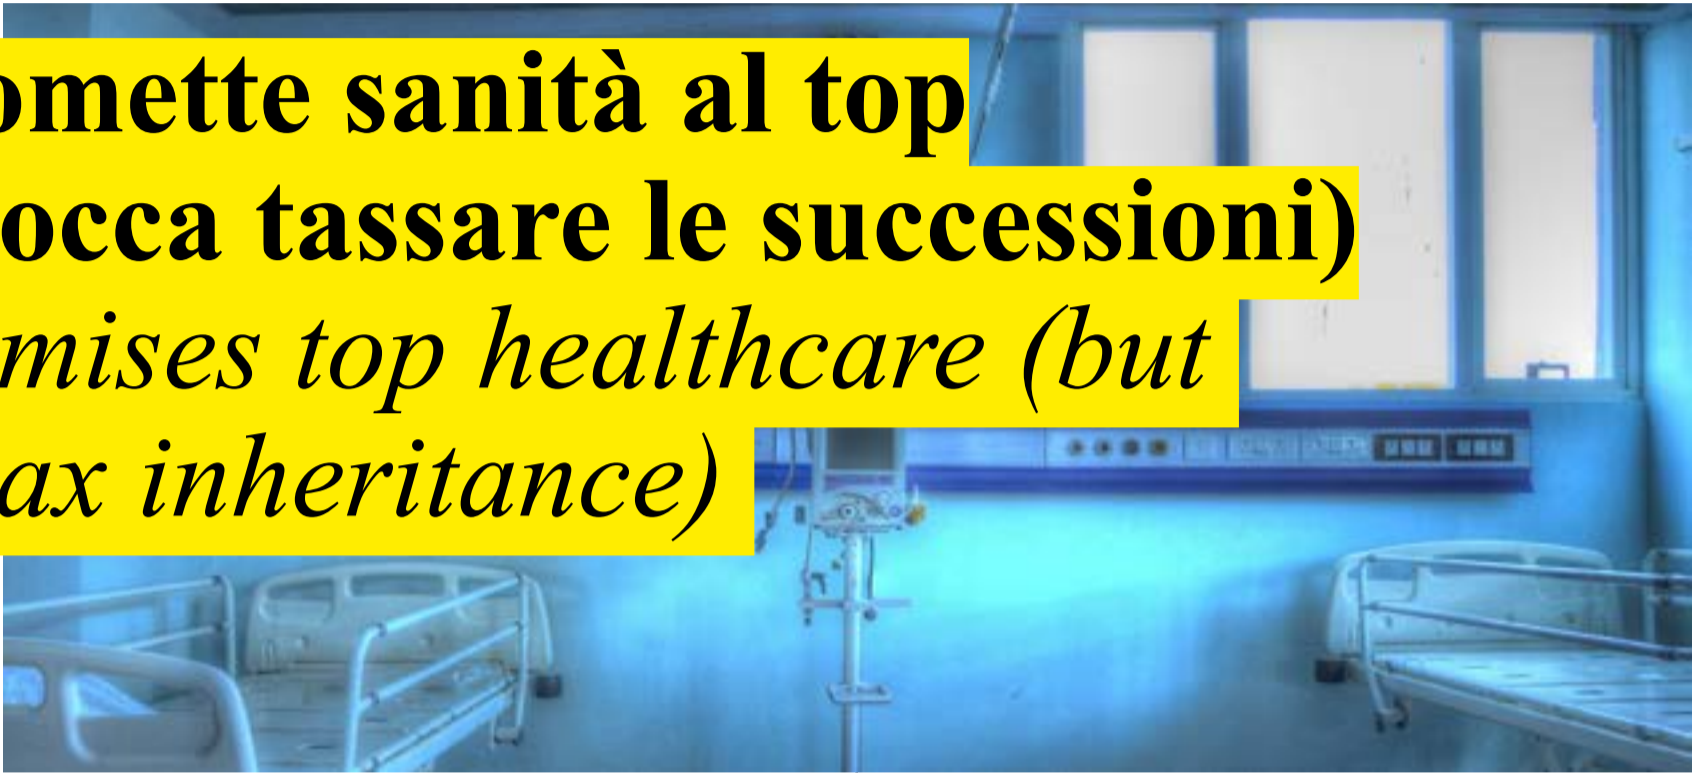 omette sanità al top
occa tassare le successioni)
mises top healthcare (but
ax inheritance)